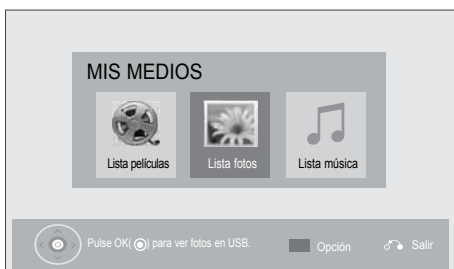 MIS MEDIOS
Lista películas
Lista fotos
Lista música
Pulse OK( ) para ver fotos en USB.
Opción
Salir